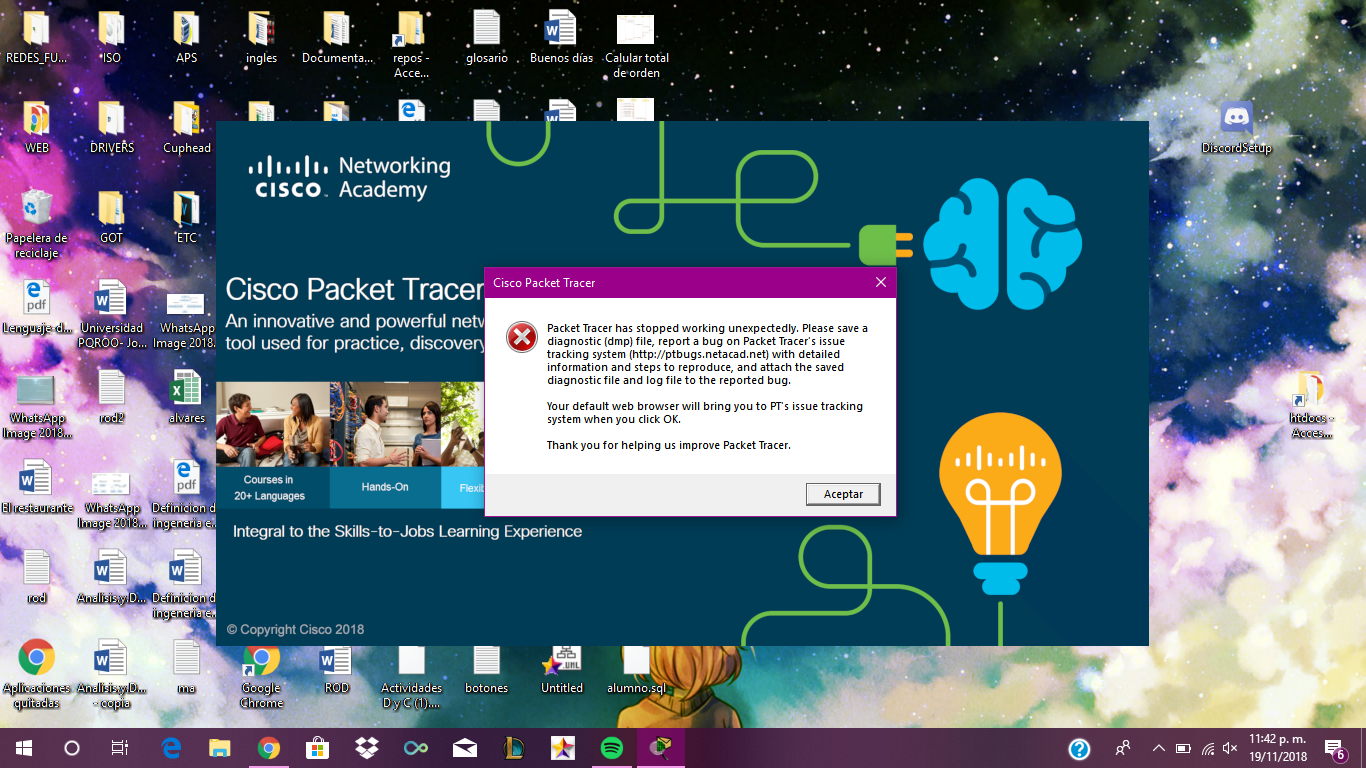 REDES_FU...
ISO
APS
ingles
Documenta...
repos -
Acce...
glosario
Buenos días
Calular total
de orden
WEB
DRIVERS
Cuphead
DiscordSetup
Papelera de
reciclaje
GOT
ETC
Lenguaje-d...
Universidad
PQROO- Jo...
WhatsApp
Image 2018...
WhatsApp
Image 2018...
rod2
alvares
htdocs -
Acces...
El restaurante
WhatsApp
Image 2018...
Definicion d
ingenieria e...
rod
Analisis,y,D...
Definicion d
ingenieria e...
Aplicaciones
quitadas
Analisis,y,D...
- copia
ma
Google
Chrome
ROD
Actividades
D y C (1)....
botones
Untitled
alumno.sql
pdf
pdf
UML
CISCO
Networking
Academy
Cisco Packet Tracer
An innovative and powerful netw
tool used for practice, discovery
Courses in
20+ Languages
Hands-On
Flexib
Integral to the Skills-to-Jobs Learning Experience
© Copyright Cisco 2018
Cisco Packet Tracer
Packet Tracer has stopped working unexpectedly. Please save a
diagnostic (dmp) file, report a bug on Packet Tracer's issue
tracking system (http://ptbugs.netacad.net) with detailed
information and steps to reproduce, and attach the saved
diagnostic file and log file to the reported bug.
Your default web browser will bring you to PT's issue tracking
system when you click OK.
Thank you for helping us improve Packet Tracer.
Aceptar
11:42 p. m.
19/11/2018
6